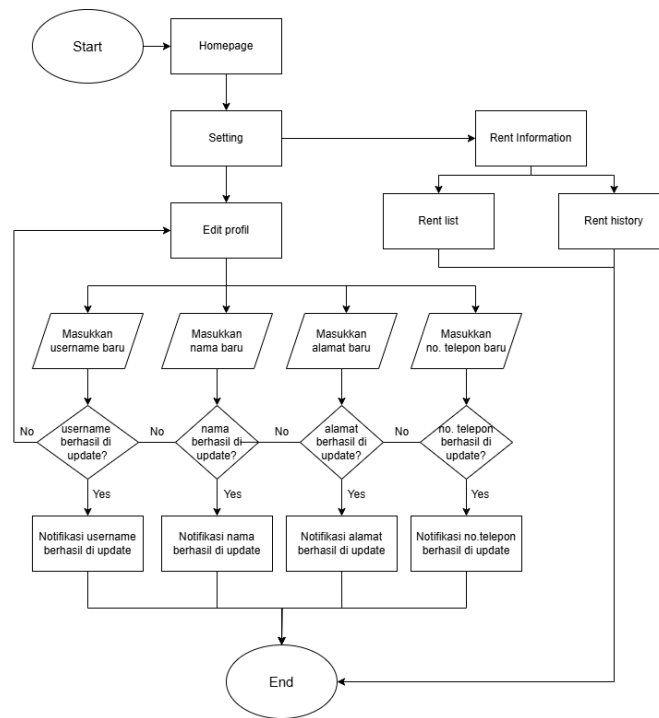 Start
Homepage
Setting
Rent Information
Rent list
Rent history
Edit profil
Masukkan
username baru
Masukkan
nama baru
Masukkan
alamat baru
Masukkan
no. telepon baru
No
username
berhasil di
update?
No
nama
berhasil di
update?
No
alamat
berhasil di
update?
No
no. telepon
berhasil di
update?
Yes
Yes
Yes
Yes
Notifikasi username
berhasil di update
Notifikasi nama
berhasil di update
Notifikasi alamat
berhasil di update
Notifikasi no.telepon
berhasil di update
End